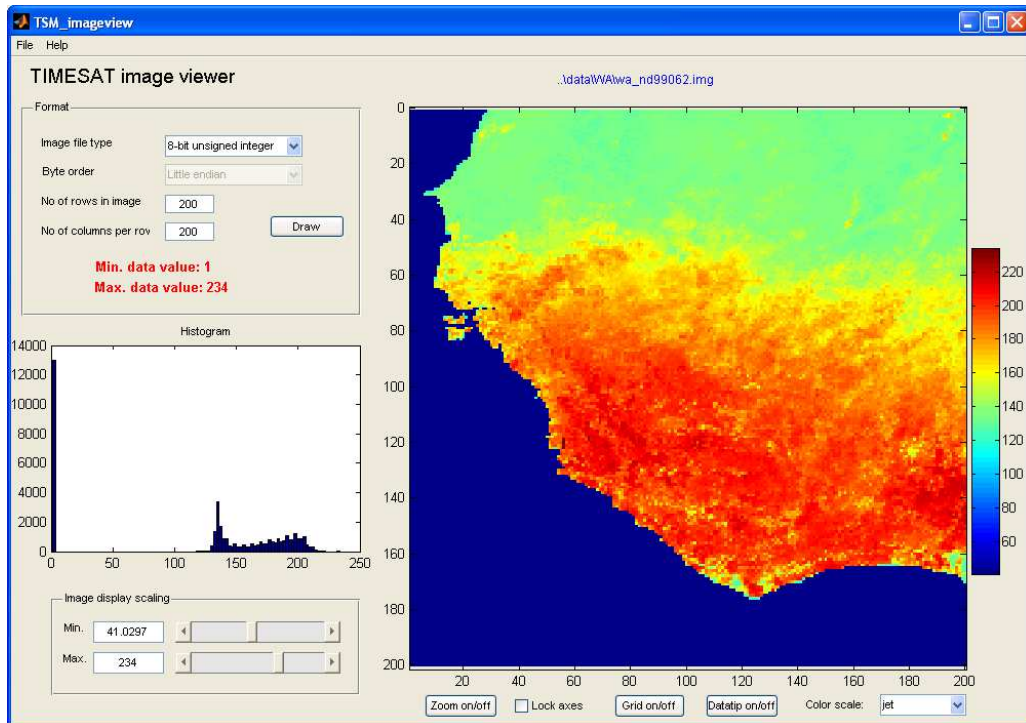 TSM_imageview
File Help
TIMESAT image viewer
Format
Image file type 8-bit unsigned integer
Byte order Little endian
No of rows in image 200
No of columns per rov 200
Draw
Min. data value: 1
Max. data value: 234
Histogram
14000
12000
10000
8000
6000
4000
2000
0
0 50 100 150 200 250
Image display scaling
Min. 41.0297
Max. 234
..\data\WA\wa_nd99062.img
0
20
40
60
80
100
120
140
160
180
200
20 40 60 80 100 120 140 160 180 200
220
200
180
160
140
120
100
80
60
Zoom on/off Lock axes Grid on/off Datatip on/off Color scale: jet